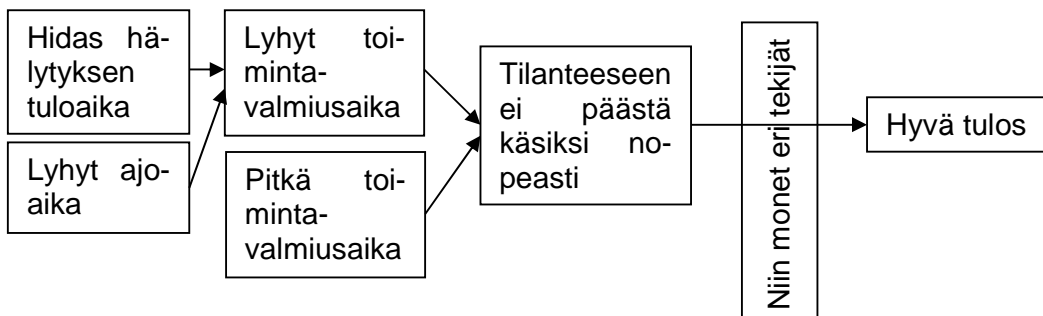 Hidas hä-
lytyksen
tuloaika
Lyhyt ajo-
aika
Lyhyt toi-
minta-
valmiusaika
Pitkä toi-
minta-
valmiusaika
Tilanteeseen
ei päästä
käsiksi no-
peasti
Niin monet eri tekijät
Hyvä tulos